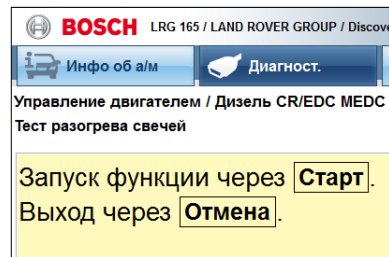 BOSCH LRG 165 / LAND ROVER GROUP / Discov
Инфо об а/м Диагност.
Управление двигателем / Дизель CR/EDC MEDC
Тест разогрева свечей
Запуск функции через Старт.
Выход через Отмена.